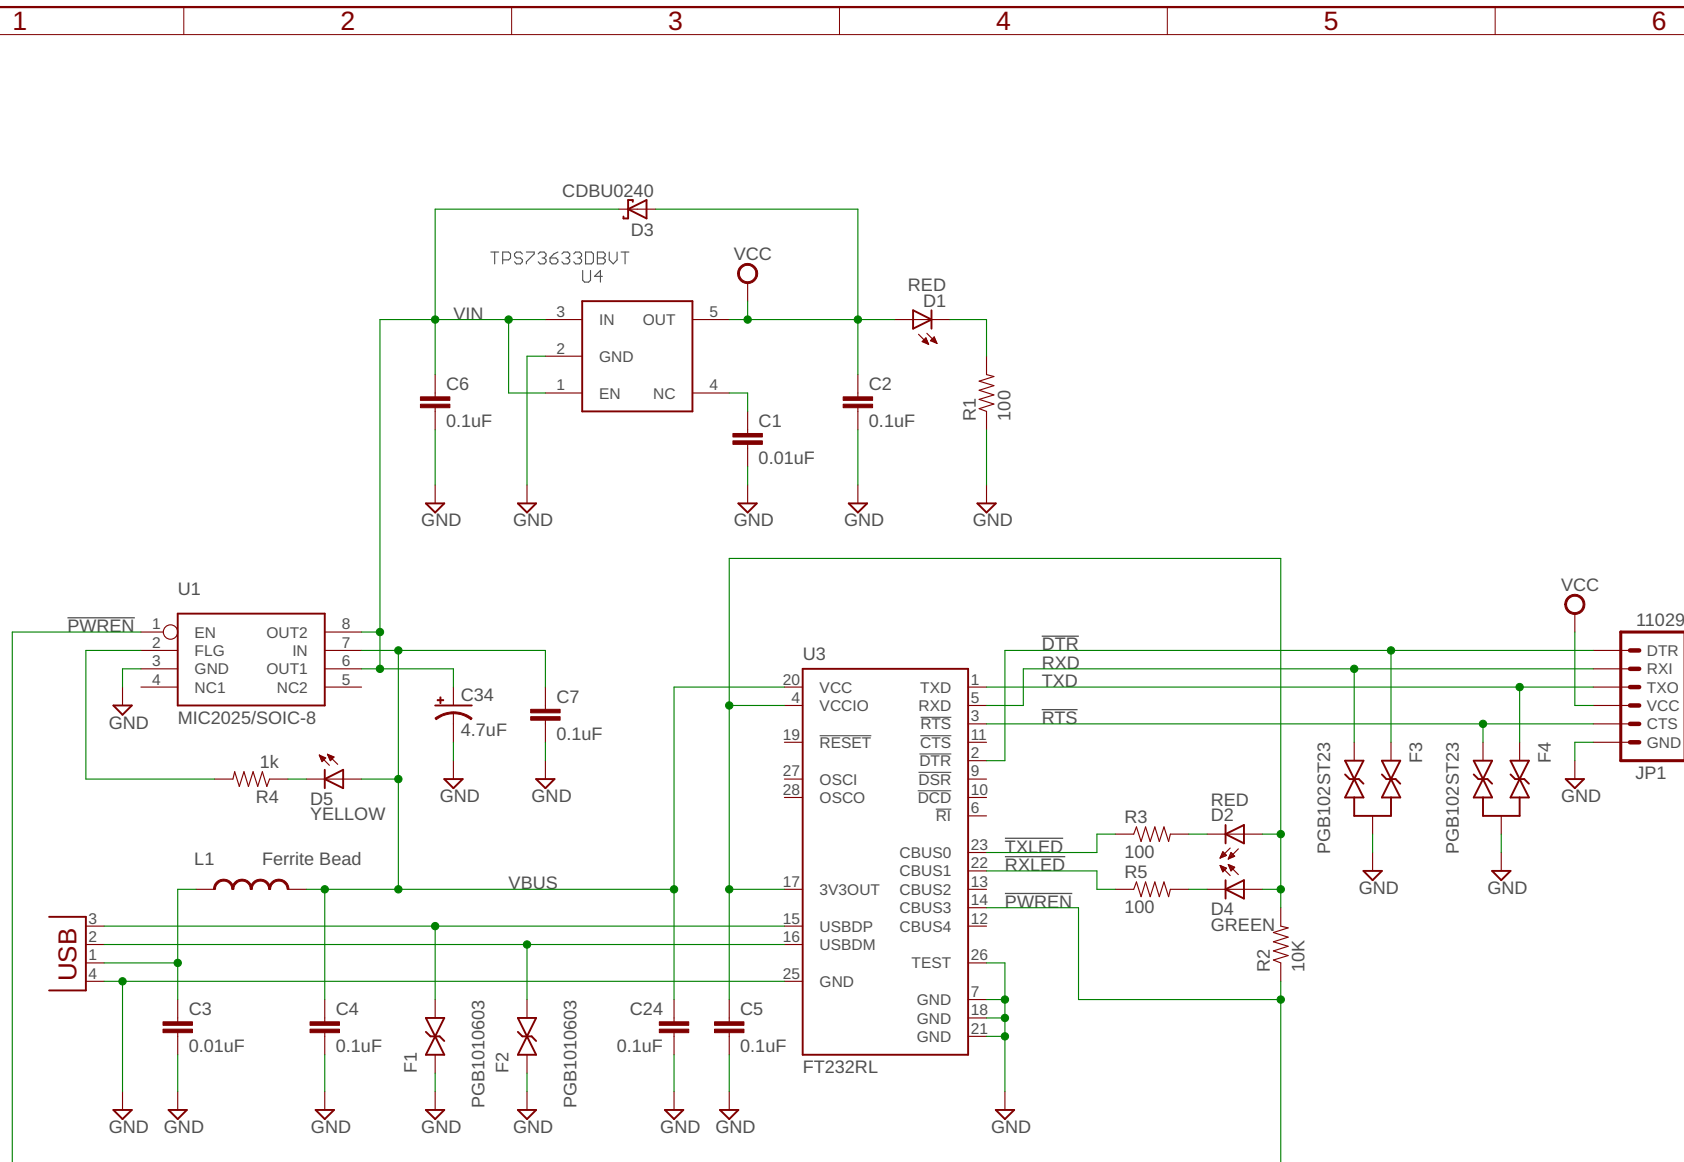 1 2 3 4 5 6
CDBU0240
D3
TPS73633DBVT
U4
VCC
RED
D1
VIN
3 IN OUT 5
2 GND
1 EN NC 4
C6
0.1uF
C1
0.01uF
C2
0.1uF
R1
100
GND GND GND GND GND
U1
PWREN 1 EN OUT2 8
2 FLG IN 7
3 GND OUT1 6
4 NC1 NC2 5
MIC2025/SOIC-8
GND
C34
4.7uF
C7
0.1uF
GND GND
1k
R4
D5
YELLOW
L1 Ferrite Bead
VBUS
USB
3
2
1
4
C3
0.01uF
C4
0.1uF
F1
PGB1010603
F2
PGB1010603
C24
0.1uF
C5
0.1uF
GND GND GND GND GND GND GND GND
U3
20 VCC TXD 1
4 VCCIO RXD 5
RTS 3
19 RESET CTS 11
DTR 2
27 OSCI DSR 9
28 OSCO DCD 10
RI 6
CBUS0 23
CBUS1 22
17 3V3OUT CBUS2 13
CBUS3 14
15 USBDP CBUS4 12
16 USBDM
TEST 26
25 GND
GND 7
GND 18
GND 21
FT232RL
DTR
RXD
TXD
RTS
TXLED
RXLED
PWREN
R3
100
RED
D2
R5
100
D4
GREEN
R2
10K
PGB102ST23
F3
PGB102ST23
F4
GND GND
VCC
11029
DTR
RXI
TXO
VCC
CTS
GND
JP1
GND